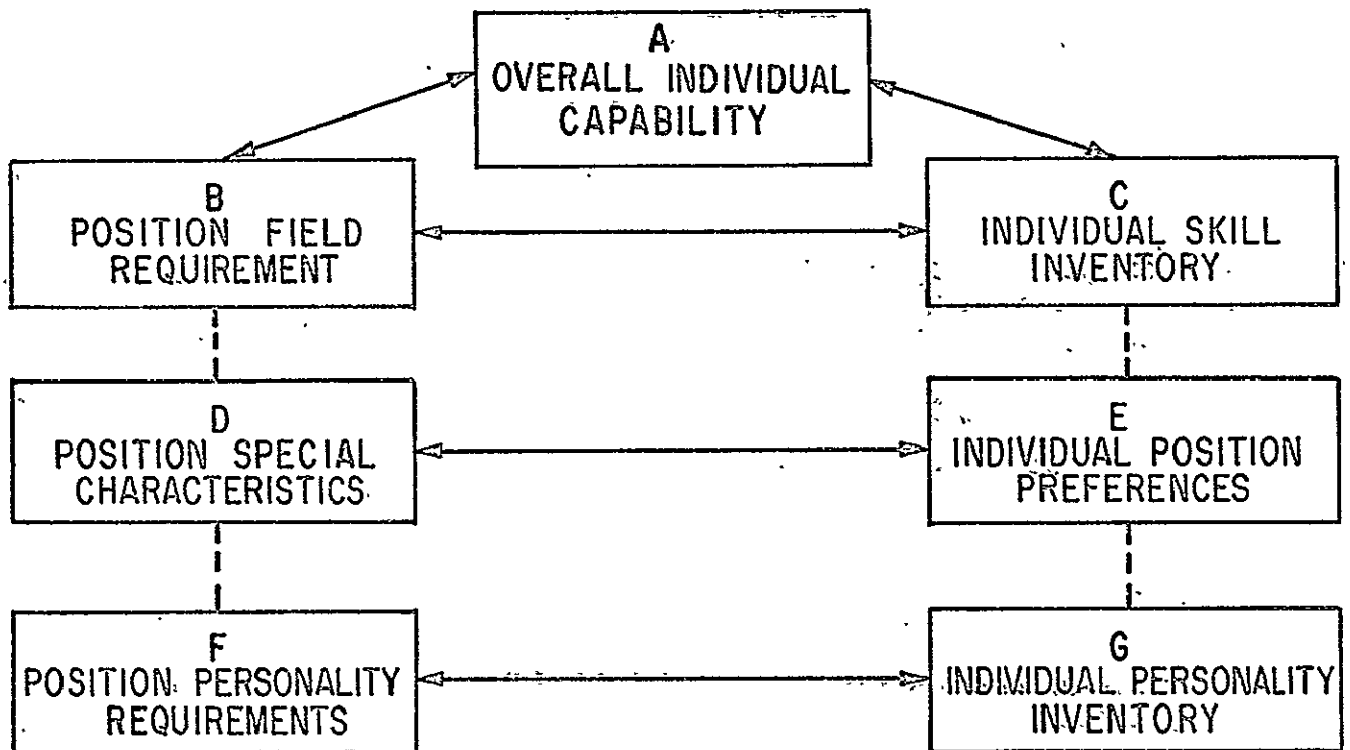 A
OVERALL INDIVIDUAL
CAPABILITY
B
POSITION FIELD
REQUIREMENT
C
INDIVIDUAL SKILL
INVENTORY
D
POSITION SPECIAL
CHARACTERISTICS
E
INDIVIDUAL POSITION
PREFERENCES
F
POSITION PERSONALITY
REQUIREMENTS
G
INDIVIDUAL PERSONALITY
INVENTORY